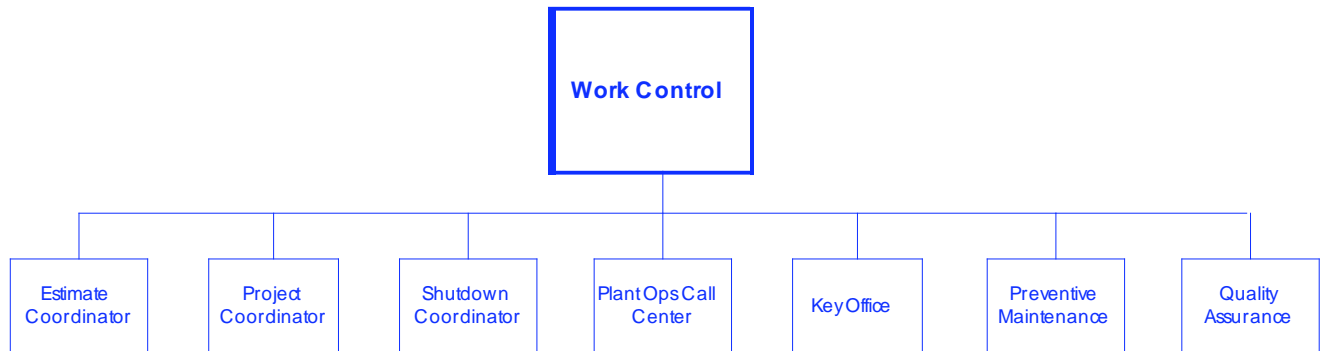 Work Control
Estimate
Coordinator
Project
Coordinator
Shutdown
Coordinator
Plant Ops Call
Center
Key Office
Preventive
Maintenance
Quality
Assurance